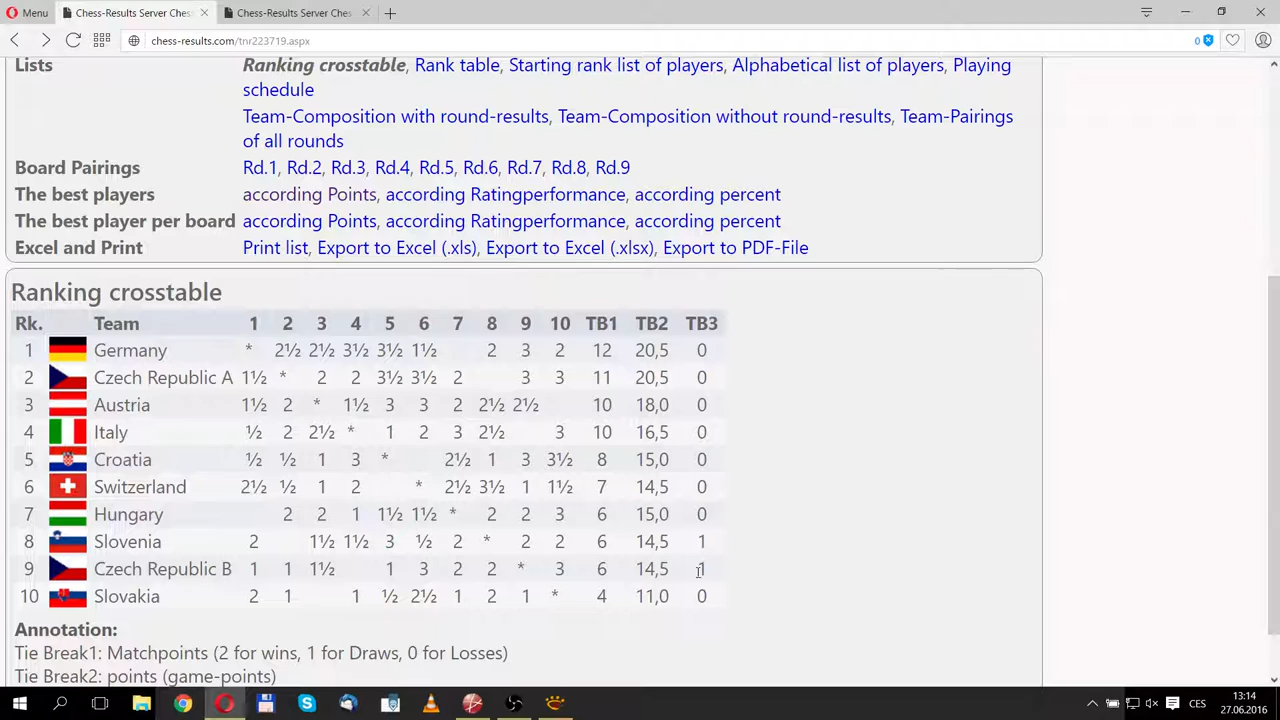 Menu
Chess-Results Server Ches
Chess-Results Server Ches
chess-results.com/tnr223719.aspx
0
Lists
Ranking crosstable, Rank table, Starting rank list of players, Alphabetical list of players, Playing
schedule
Team-Composition with round-results, Team-Composition without round-results, Team-Pairings
of all rounds
Board Pairings Rd.1, Rd.2, Rd.3, Rd.4, Rd.5, Rd.6, Rd.7, Rd.8, Rd.9
The best players according Points, according Ratingperformance, according percent
The best player per board according Points, according Ratingperformance, according percent
Excel and Print Print list, Export to Excel (.xls), Export to Excel (.xlsx), Export to PDF-File
Ranking crosstable
Rk. Team 1 2 3 4 5 6 7 8 9 10 TB1 TB2 TB3
1 Germany * 2½ 2½ 3½ 3½ 1½ 2 3 2 12 20,5 0
2 Czech Republic A 1½ * 2 2 3½ 3½ 2 3 3 11 20,5 0
3 Austria 1½ 2 * 1½ 3 3 2 2½ 2½ 10 18,0 0
4 Italy ½ 2 2½ * 1 2 3 2½ 3 10 16,5 0
5 Croatia ½ ½ 1 3 * 2½ 1 3 3½ 8 15,0 0
6 Switzerland 2½ ½ 1 2 * 2½ 3½ 1 1½ 7 14,5 0
7 Hungary 2 2 1 1½ 1½ * 2 2 3 6 15,0 0
8 Slovenia 2 1½ 1½ 3 ½ 2 * 2 2 6 14,5 1
9 Czech Republic B 1 1 1½ 1 3 2 2 * 3 6 14,5 1
10 Slovakia 2 1 1 ½ 2½ 1 2 1 * 4 11,0 0
Annotation:
Tie Break1: Matchpoints (2 for wins, 1 for Draws, 0 for Losses)
Tie Break2: points (game-points)
CES
13:14
27.06.2016